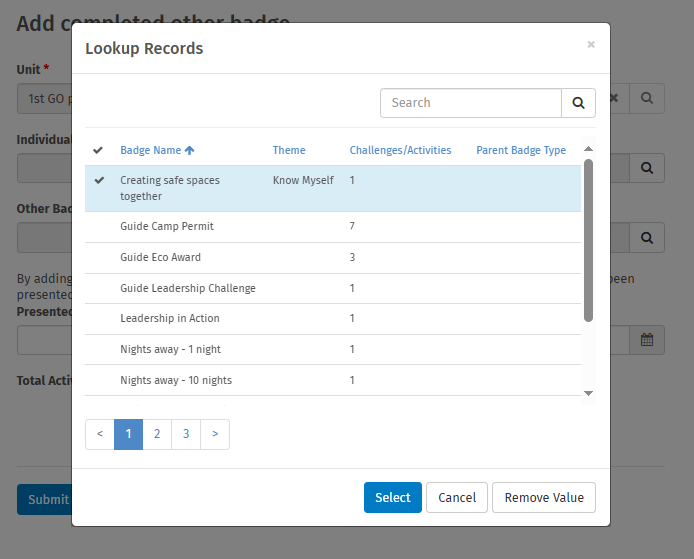 Add completed other badge
Lookup Records
×
Unit *
1st GO p
Search
Individual
✓ Badge Name ↑ Theme Challenges/Activities Parent Badge Type
✓ Creating safe spaces together Know Myself 1
Other Bad
Guide Camp Permit 7
Guide Eco Award 3
By adding
been
presented
Guide Leadership Challenge 1
Presented
Leadership in Action 1
Nights away - 1 night 1
Total Activ
Nights away - 10 nights 1
< 1 2 3 >
Submit
Select Cancel Remove Value